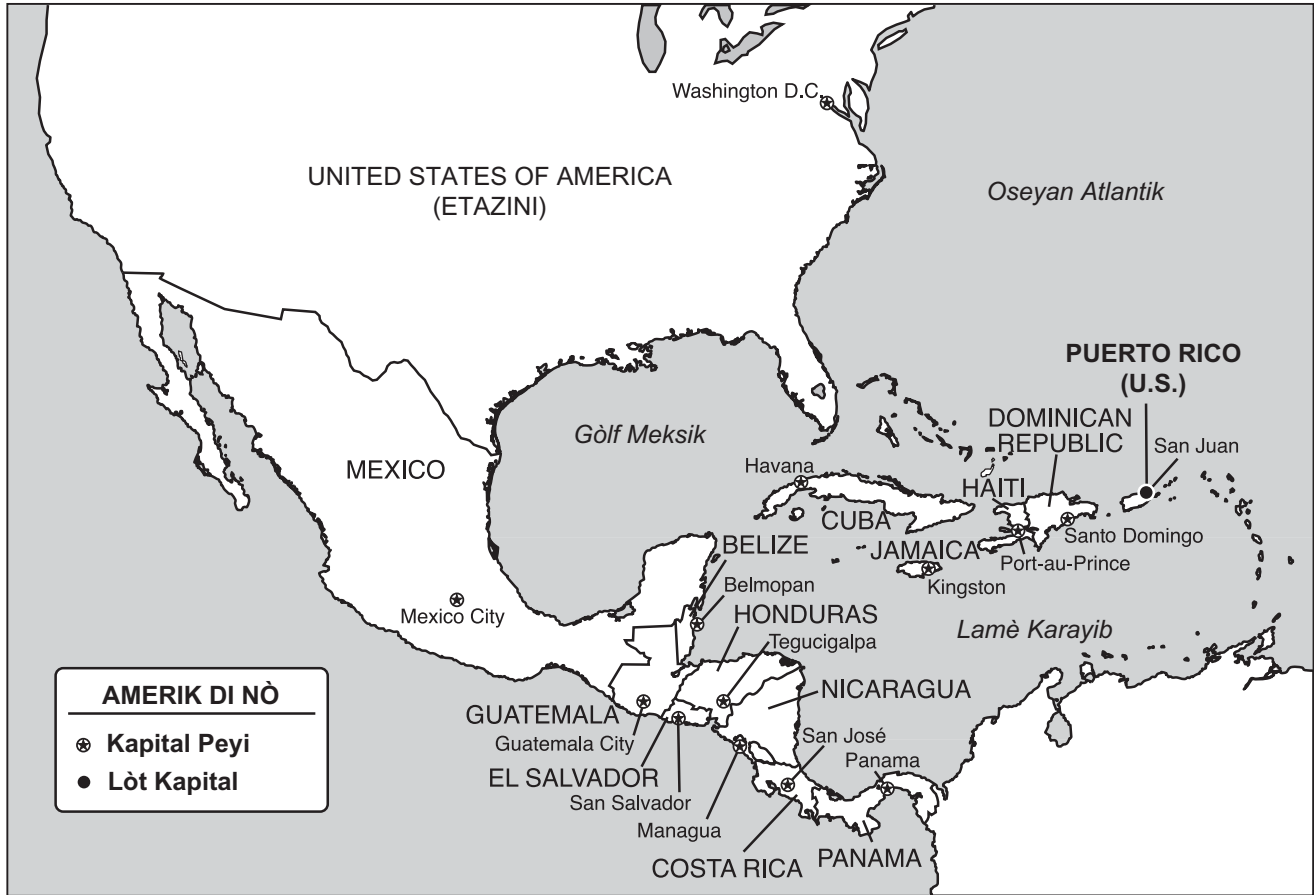 Washington D.C.
UNITED STATES OF AMERICA
(ETAZINI)
Oseyan Atlantik
PUERTO RICO
(U.S.)
DOMINICAN
REPUBLIC
San Juan
Gòlf Meksik
MEXICO
Havana
HAITI
CUBA
Santo Domingo
BELIZE
JAMAICA
Port-au-Prince
Kingston
Belmopan
Mexico City
HONDURAS
Tegucigalpa
Lamè Karayib
NICARAGUA
GUATEMALA
Guatemala City
San José
Panama
EL SALVADOR
San Salvador
Managua
COSTA RICA
PANAMA
AMERIK DI NÒ
Kapital Peyi
Lòt Kapital